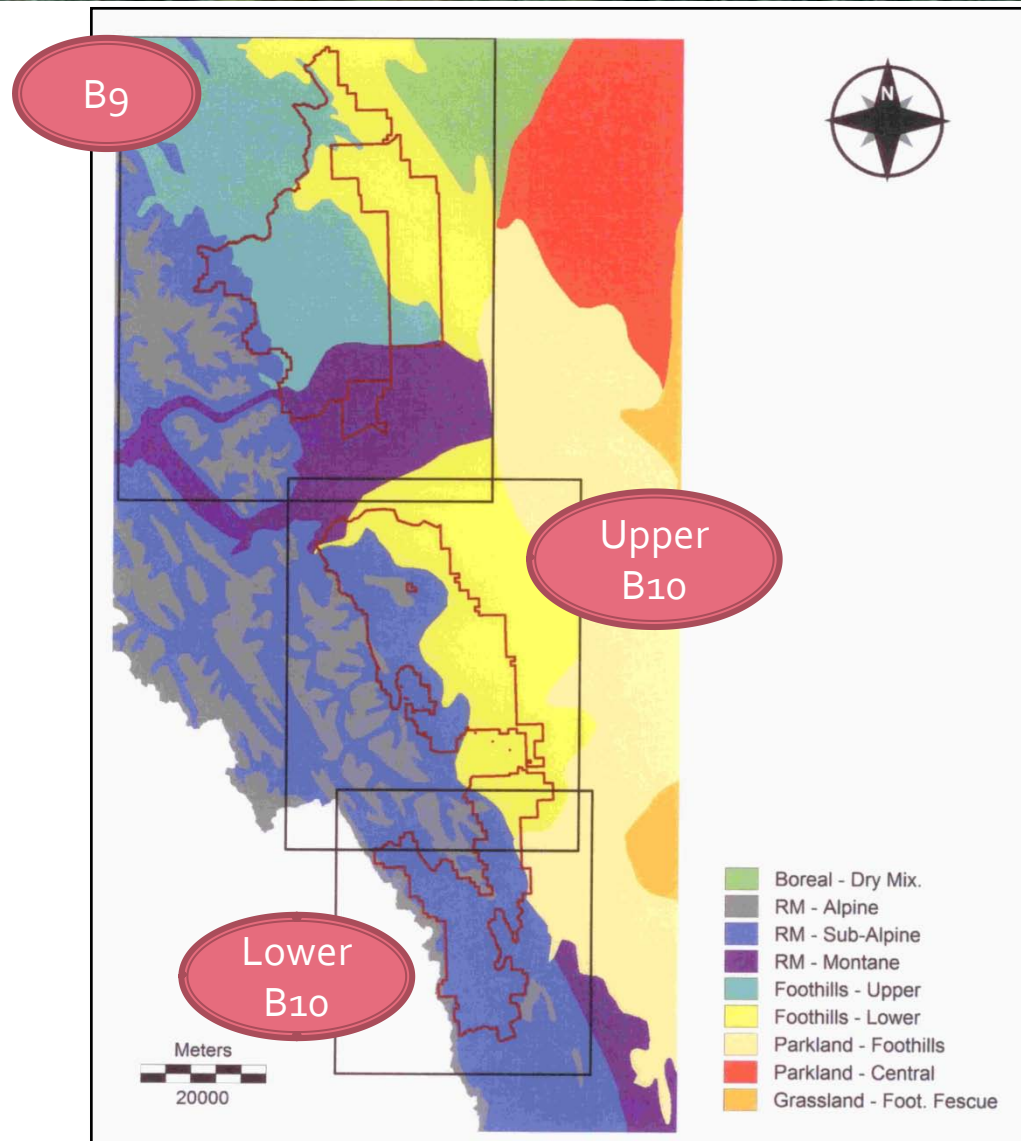 B9
N
Upper
B10
Lower
B10
Meters
20000
Boreal - Dry Mix.
RM - Alpine
RM - Sub-Alpine
RM - Montane
Foothills - Upper
Foothills - Lower
Parkland - Foothills
Parkland - Central
Grassland - Foot. Fescue